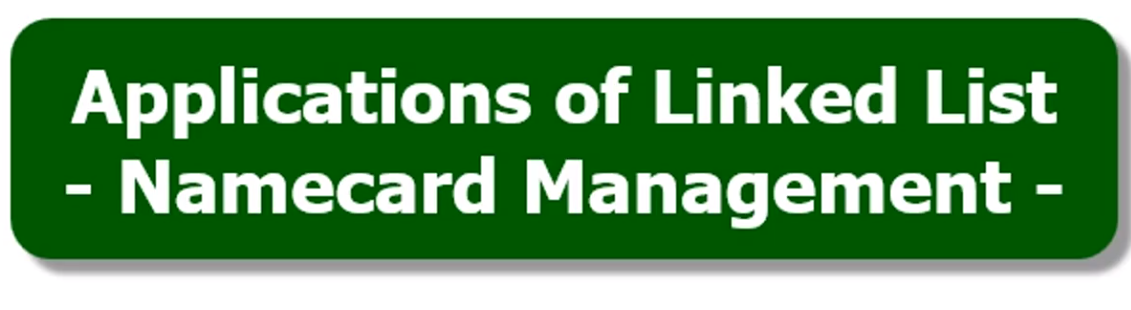 Applications of Linked List
- Namecard Management -